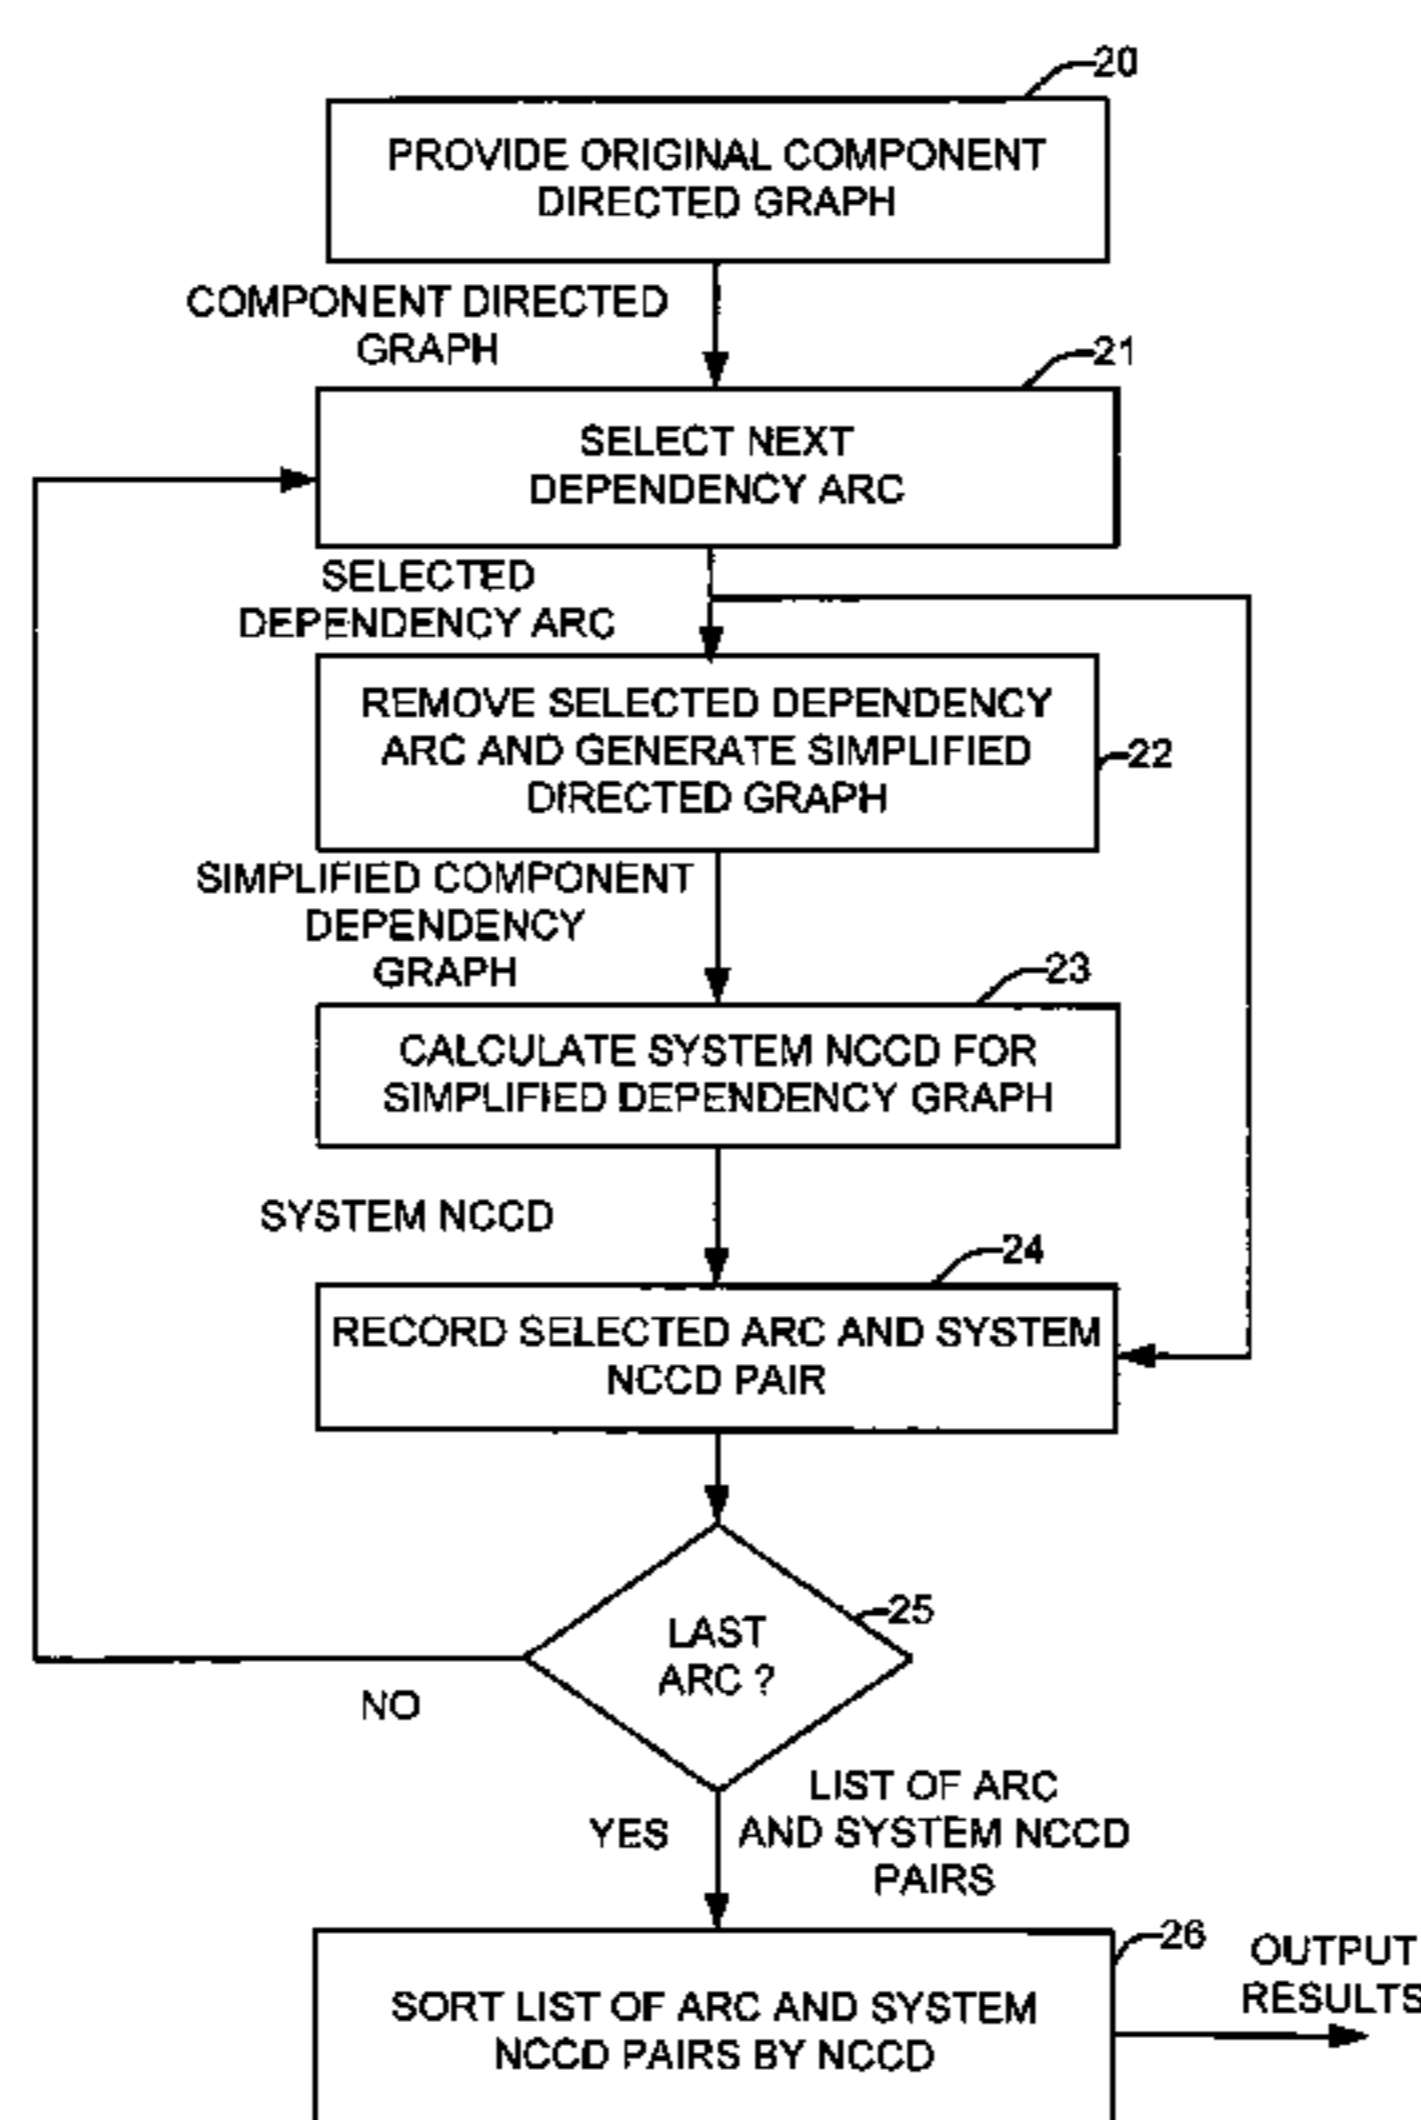 20
PROVIDE ORIGINAL COMPONENT
DIRECTED GRAPH
COMPONENT DIRECTED
GRAPH
21
SELECT NEXT
DEPENDENCY ARC
SELECTED
DEPENDENCY ARC
REMOVE SELECTED DEPENDENCY
ARC AND GENERATE SIMPLIFIED
DIRECTED GRAPH
22
SIMPLIFIED COMPONENT
DEPENDENCY
GRAPH
23
CALCULATE SYSTEM NCCD FOR
SIMPLIFIED DEPENDENCY GRAPH
SYSTEM NCCD
24
RECORD SELECTED ARC AND SYSTEM
NCCD PAIR
25
LAST
ARC ?
NO
YES
LIST OF ARC
AND SYSTEM NCCD
PAIRS
26
SORT LIST OF ARC AND SYSTEM
NCCD PAIRS BY NCCD
OUTPUT
RESULTS